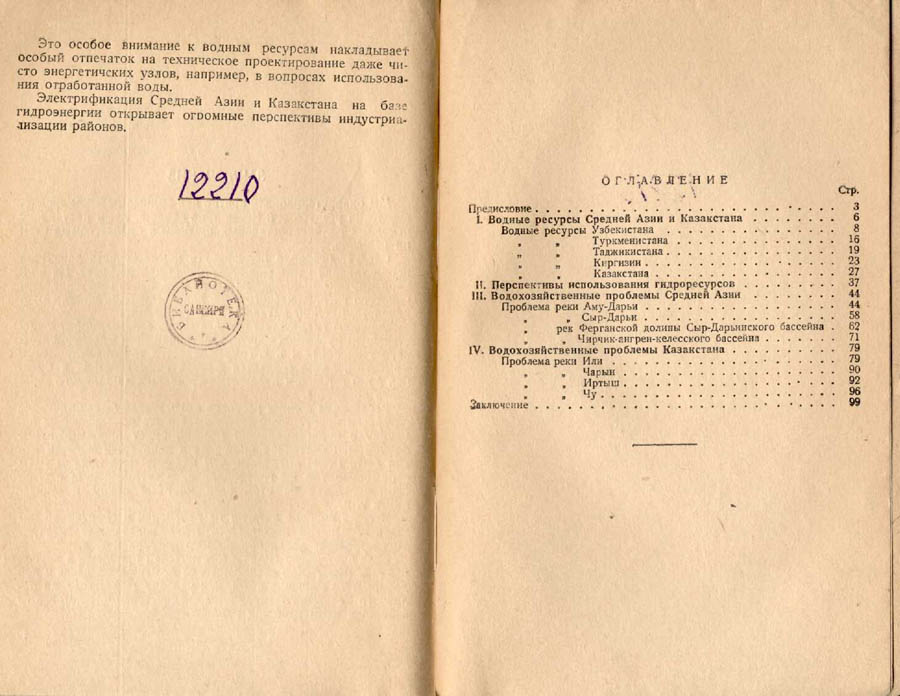 Это особое внимание к водным ресурсам накладывает
особый отпечаток на техническое проектирование даже чи-
сто энергетичских узлов, например, в вопросах использова-
ния отработанной воды.
Электрификация Средней Азии и Казакстана на базе
гидроэнергии открывает огромные перспективы индустриа-
лизации районов.
12210
БИБЛИОТЕКА
ОГЛАВЛЕНИЕ
Стр.
Предисловие . . . . . . . . . . 3
I. Водные ресурсы Средней Азии и Казакстана . . . . . . . . 6
Водные ресурсы Узбекистана . . . . . . . . . . 8
„ „ Туркменистана . . . . . . . . . . 16
„ „ Таджикистана . . . . . . . . . . 19
„ „ Киргизии . . . . . . . . . . 23
„ „ Казакстана . . . . . . . . . . 27
II. Перспективы использования гидроресурсов . . . . . . . . 37
III. Водохозяйственные проблемы Средней Азии . . . . . . . . 44
Проблема реки Аму-Дарьи . . . . . . . . . . 44
„ „ Сыр-Дарьи . . . . . . . . . . 58
„ рек Ферганской долины Сыр-Дарьинского бассейна . 62
„ „ Чирчик-ангрен-келесского бассейна . . . . . . 71
IV. Водохозяйственные проблемы Казакстана . . . . . . . . 79
Проблема реки Или . . . . . . . . . . 79
„ „ Чарын . . . . . . . . . . 90
„ „ Иртыш . . . . . . . . . . 92
„ „ Чу . . . . . . . . . . 96
Заключение . . . . . . . . . . 99